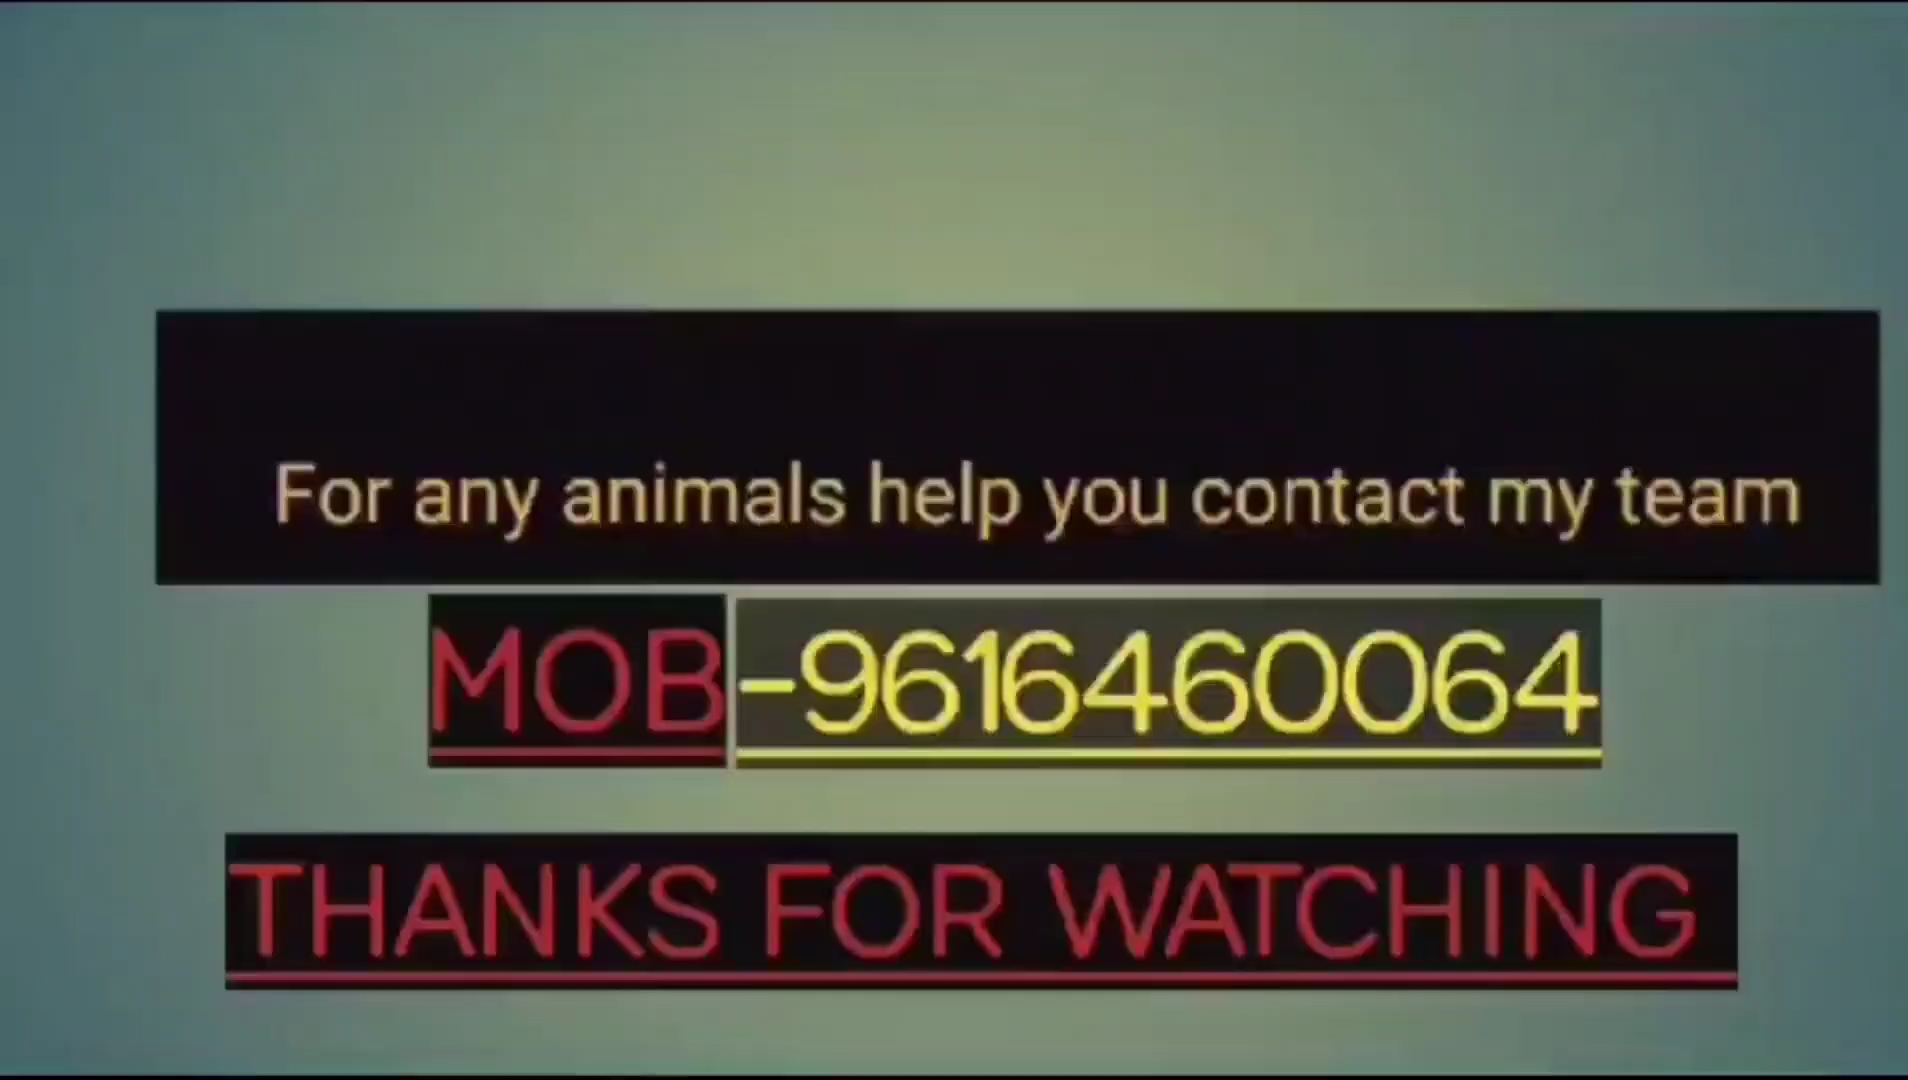 For any animals help you contact my team
MOB-9616460064
THANKS FOR WATCHING